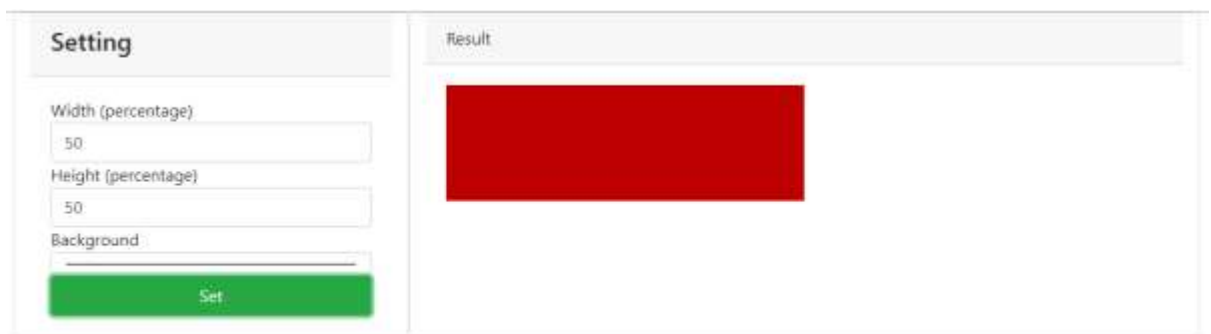 Setting
Width (percentage)
50
Height (percentage)
50
Background
Set
Result